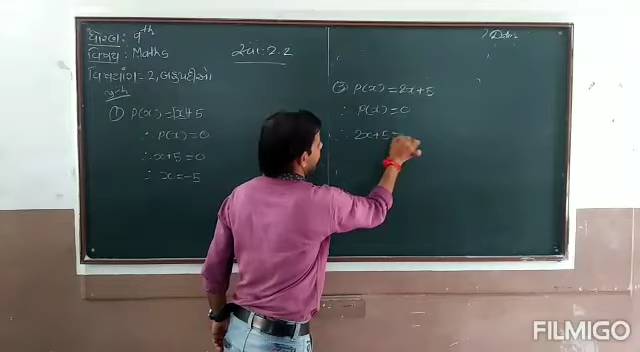 ધોરણ: 9th
વિષય: Maths
સ્વા: 2.2
વિષયાંગ = 2, બહુપદીઓ
① P(x) = x+5
∴ P(x) = 0
∴ x+5 = 0
∴ x = -5
③ P(x) = 2x+5
∴ P(x) = 0
∴ 2x+5 =
FILMIGO